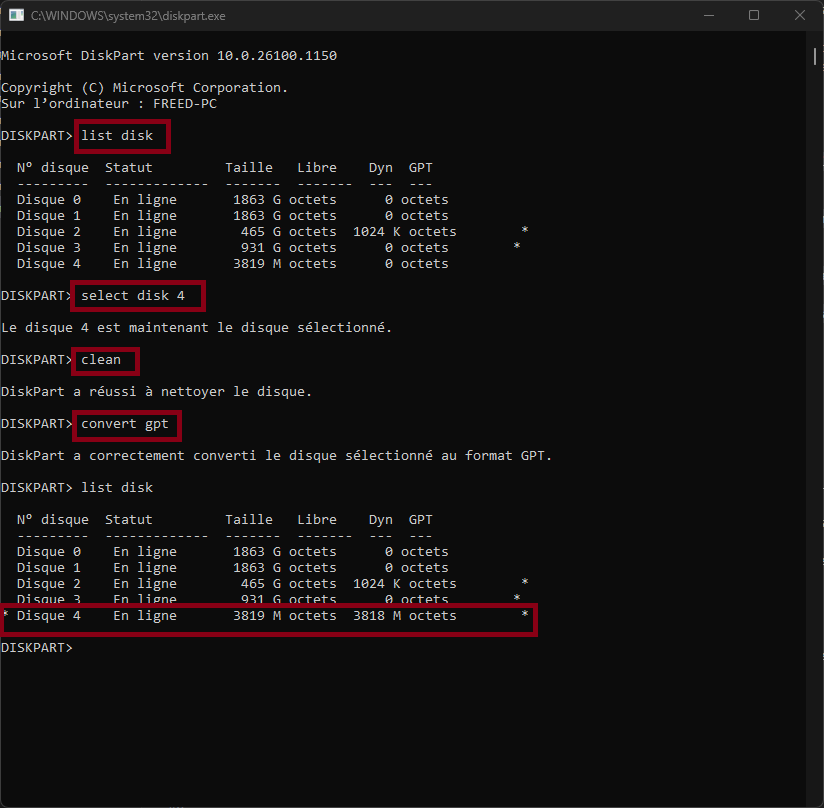 C:\WINDOWS\system32\diskpart.exe
Microsoft DiskPart version 10.0.26100.1150
Copyright (C) Microsoft Corporation.
Sur l’ordinateur : FREED-PC
DISKPART> list disk
  N° disque  Statut         Taille   Libre    Dyn  GPT
  ---------  -------------  -------  -------  ---  ---
  Disque 0    En ligne       1863 G octets      0 octets
  Disque 1    En ligne       1863 G octets      0 octets
  Disque 2    En ligne        465 G octets  1024 K octets        *
  Disque 3    En ligne        931 G octets      0 octets        *
  Disque 4    En ligne       3819 M octets      0 octets
DISKPART> select disk 4
Le disque 4 est maintenant le disque sélectionné.
DISKPART> clean
DiskPart a réussi à nettoyer le disque.
DISKPART> convert gpt
DiskPart a correctement converti le disque sélectionné au format GPT.
DISKPART> list disk
  N° disque  Statut         Taille   Libre    Dyn  GPT
  ---------  -------------  -------  -------  ---  ---
  Disque 0    En ligne       1863 G octets      0 octets
  Disque 1    En ligne       1863 G octets      0 octets
  Disque 2    En ligne        465 G octets  1024 K octets        *
  Disque 3    En ligne        931 G octets      0 octets        *
* Disque 4    En ligne       3819 M octets  3818 M octets        *
DISKPART>